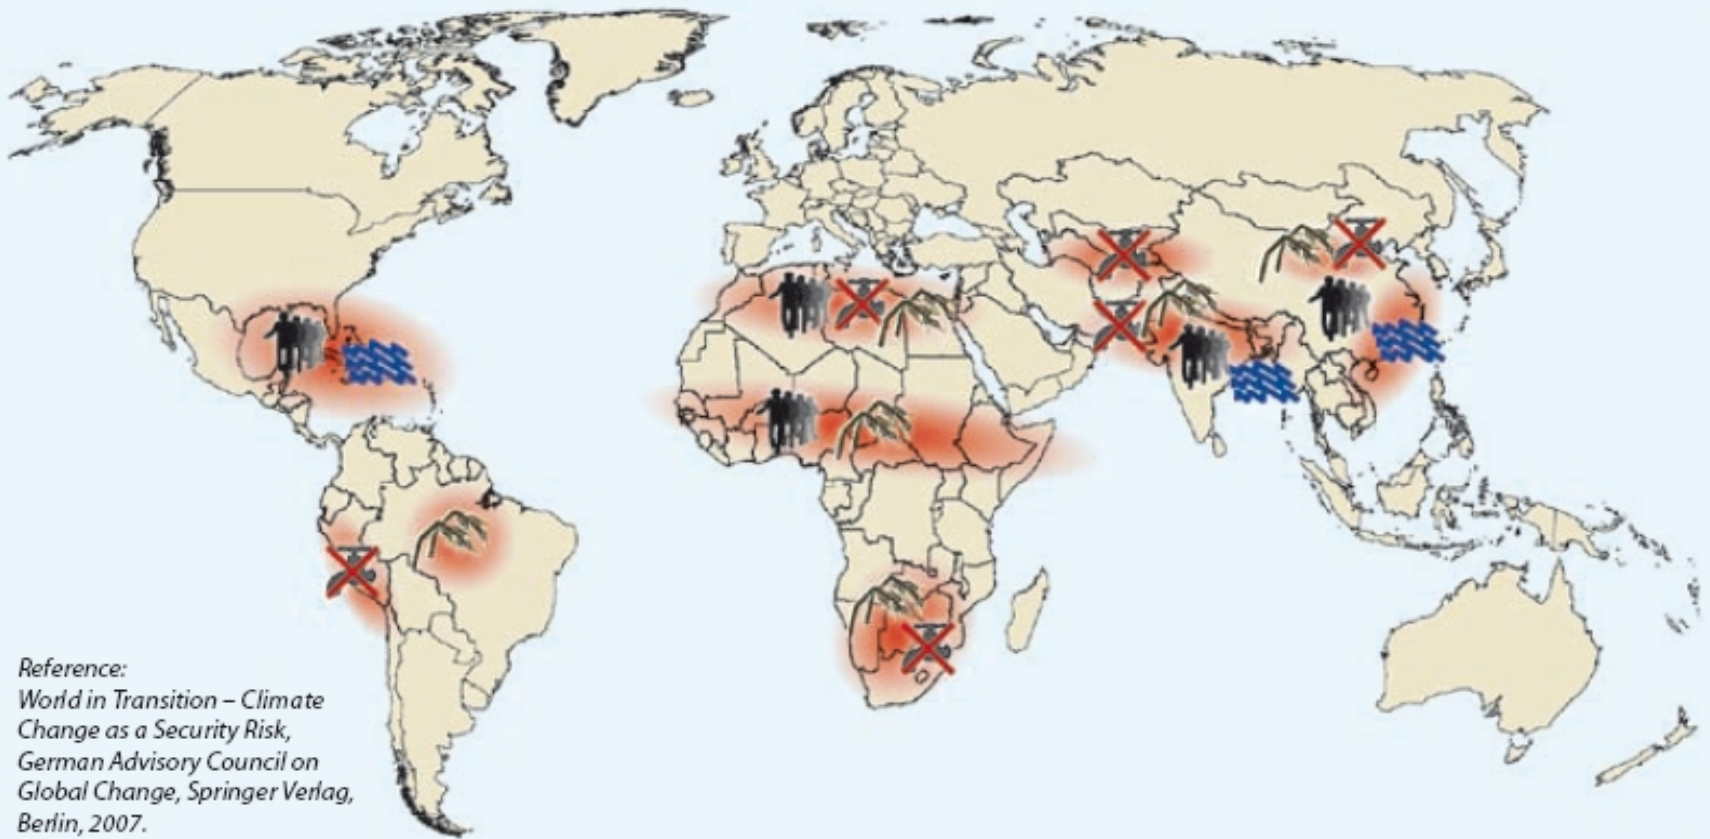 Reference:
World in Transition – Climate
Change as a Security Risk,
German Advisory Council on
Global Change, Springer Verlag,
Berlin, 2007.